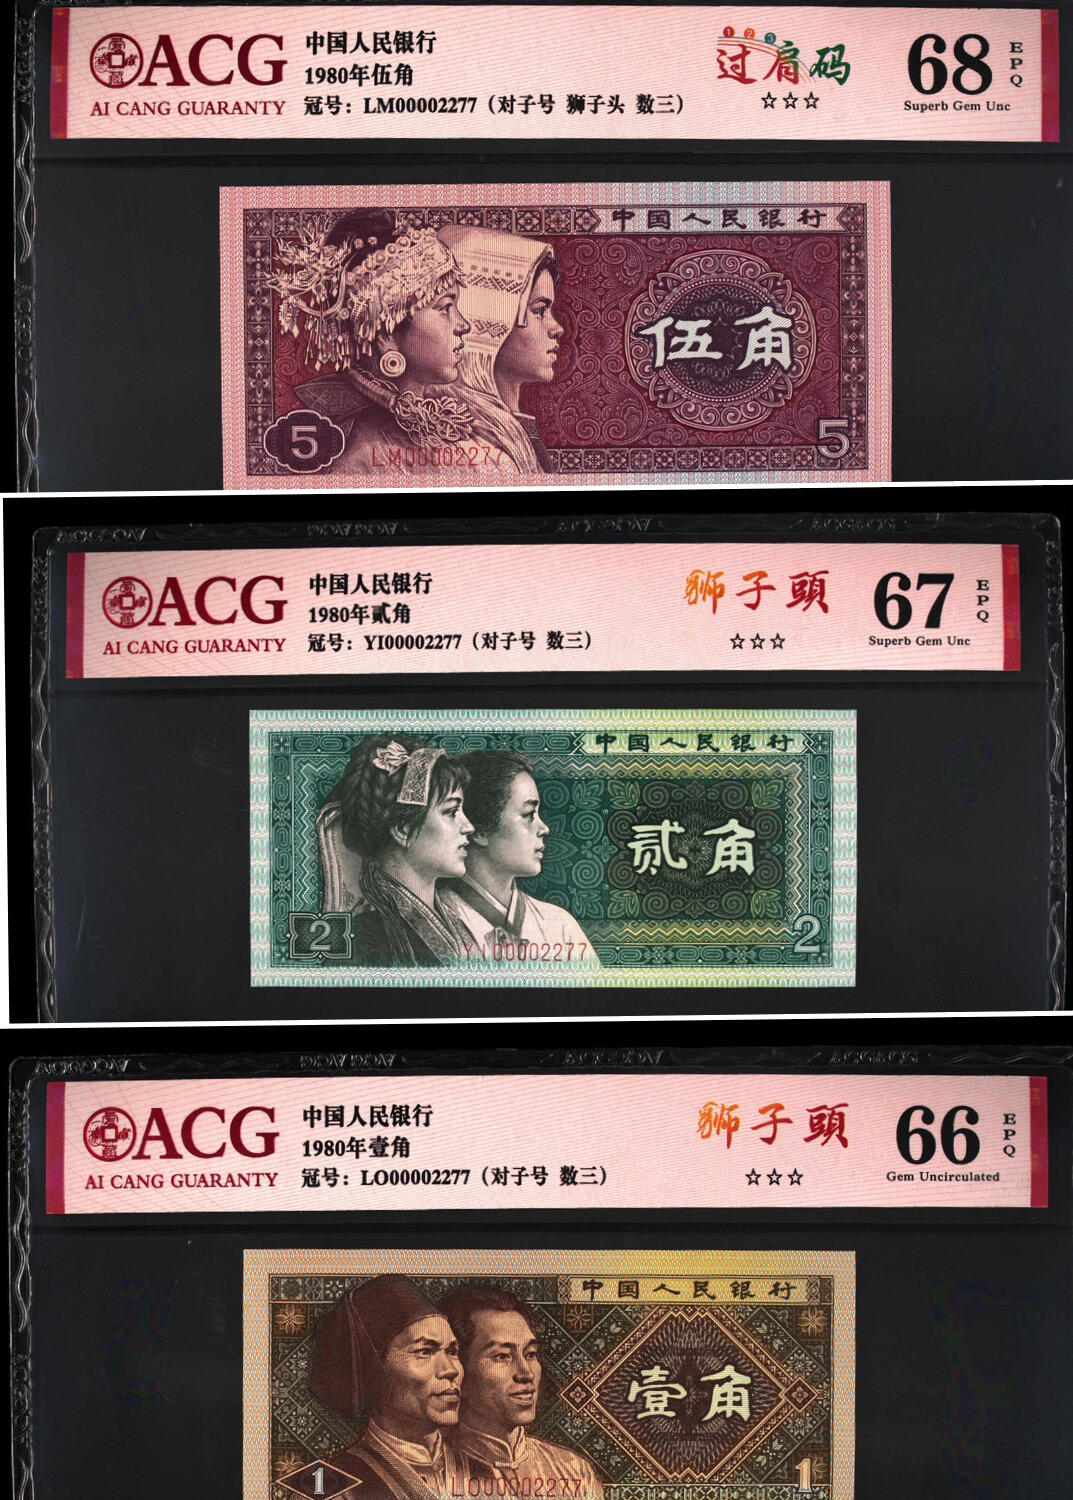 ACG
AI CANG GUARANTY
中国人民银行
1980年伍角
冠号：LM00002277（对子号 狮子头 数三）
1 2 3
过肩码
☆☆☆
68
Superb Gem Unc
EPQ
中国人民银行
伍角
5
5
LM00002277
ACG
AI CANG GUARANTY
中国人民银行
1980年贰角
冠号：YI00002277（对子号 数三）
狮子頭
☆☆☆
67
Superb Gem Unc
EPQ
中国人民银行
贰角
2
2
YI00002277
ACG
AI CANG GUARANTY
中国人民银行
1980年壹角
冠号：LO00002277（对子号 数三）
狮子頭
☆☆☆
66
Gem Uncirculated
EPQ
中国人民银行
壹角
1
1
LO00002277